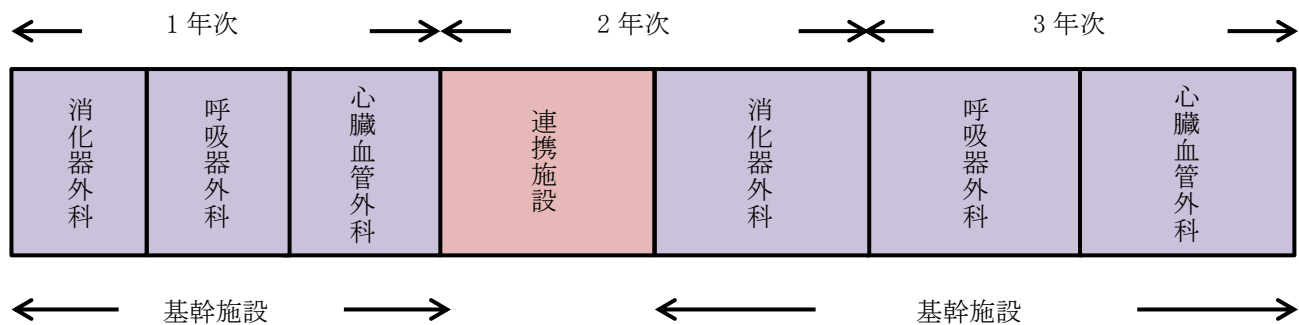 1 年次
2 年次
3 年次
消化器外科
呼吸器外科
心臓血管外科
連携施設
消化器外科
呼吸器外科
心臓血管外科
基幹施設
基幹施設